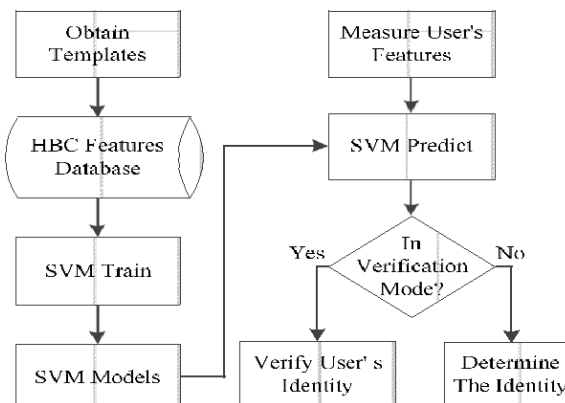 Obtain
Templates
HBC Features
Database
SVM Train
SVM Models
Measure User's
Features
SVM Predict
In
Verification
Mode?
Yes
No
Verify User' s
Identity
Determine
The Identity